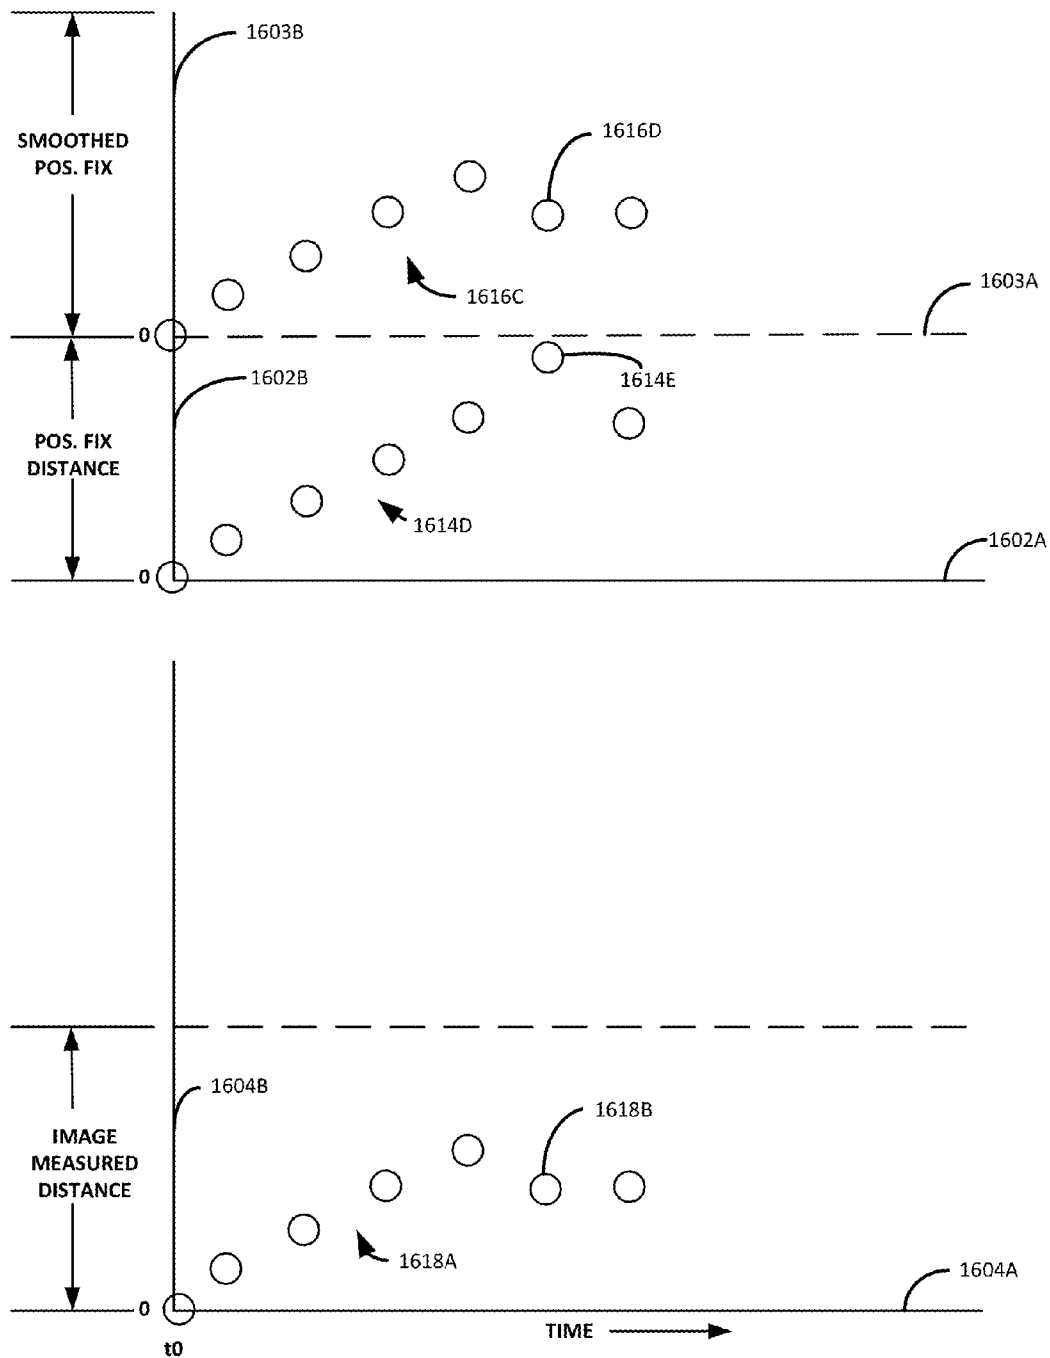 1603B
SMOOTHED
POS. FIX
1616D
1616C
1603A
0
1602B
1614E
POS. FIX
DISTANCE
1614D
1602A
0
1604B
1618B
IMAGE
MEASURED
DISTANCE
1618A
1604A
0
TIME
t0